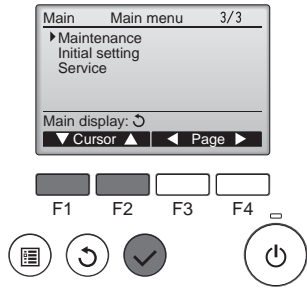 Main Main menu 3/3
Maintenance
Initial setting
Service
Main display:
Cursor Page
F1 F2 F3 F4